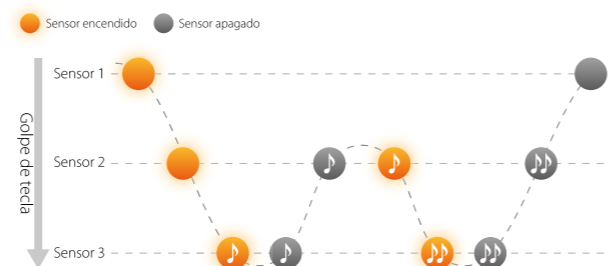 Sensor encendido
Sensor apagado
Sensor 1
Golpe de tecla
Sensor 2
Sensor 3